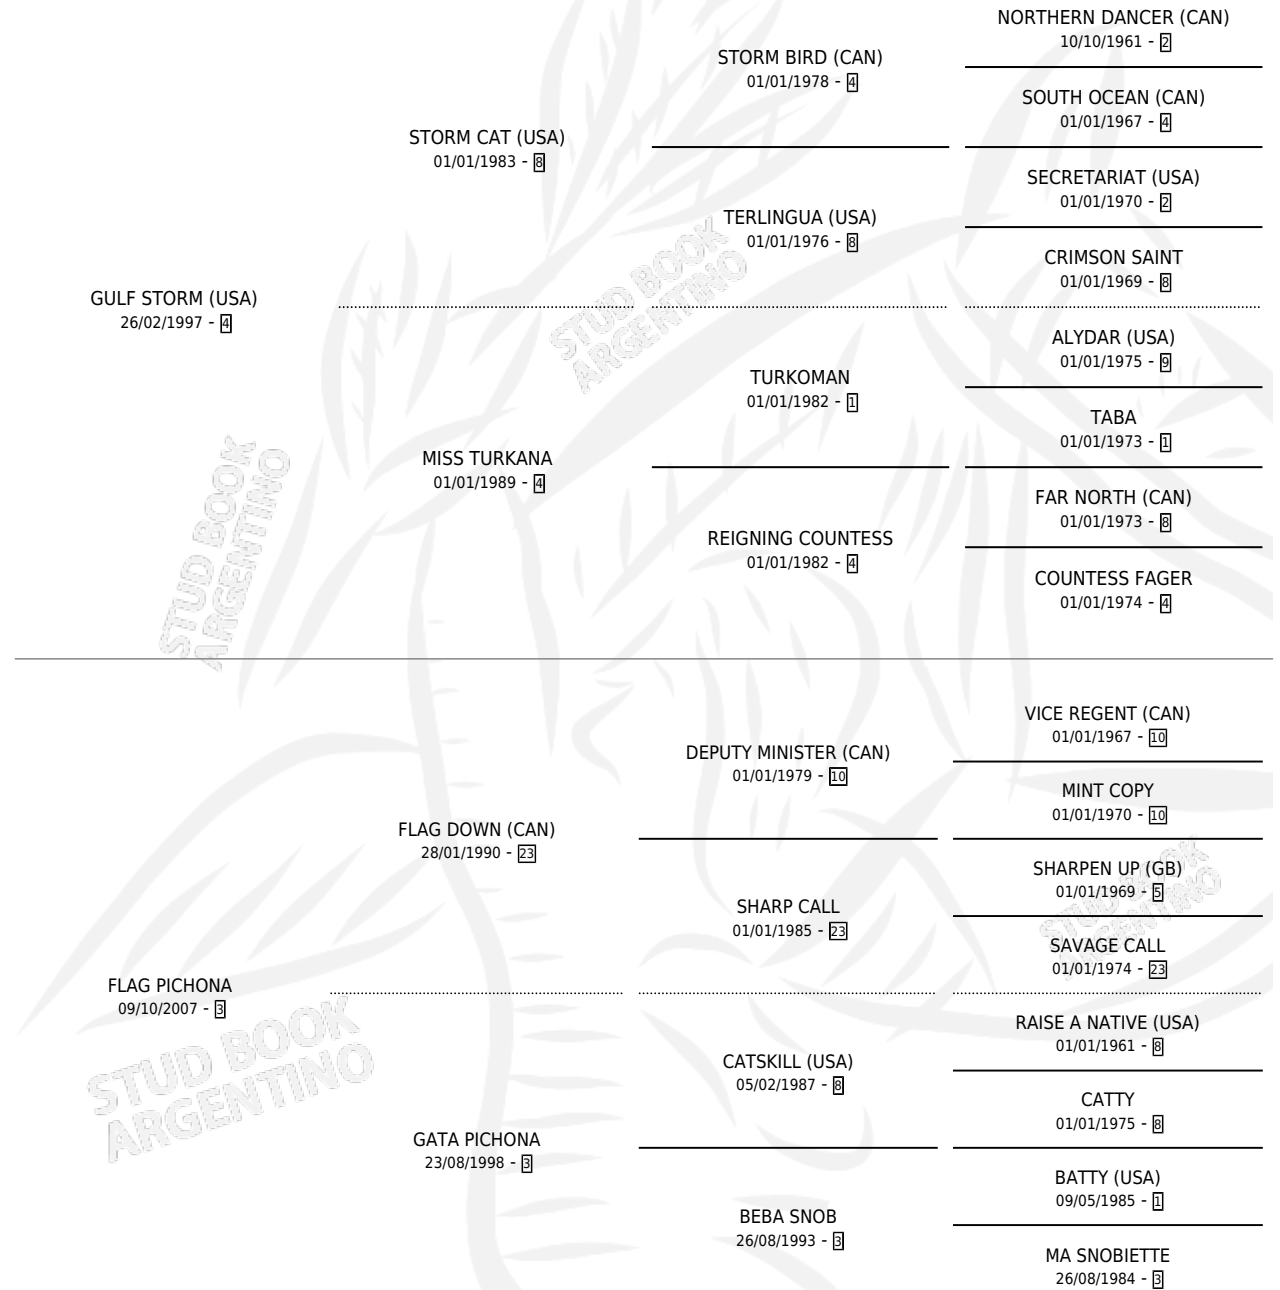 NORTHERN DANCER (CAN)
10/10/1961 - 2
STORM BIRD (CAN)
01/01/1978 - 4
SOUTH OCEAN (CAN)
01/01/1967 - 4
STORM CAT (USA)
01/01/1983 - 8
SECRETARIAT (USA)
01/01/1970 - 2
TERLINGUA (USA)
01/01/1976 - 8
CRIMSON SAINT
01/01/1969 - 8
GULF STORM (USA)
26/02/1997 - 4
ALYDAR (USA)
01/01/1975 - 9
TURKOMAN
01/01/1982 - 1
TABA
01/01/1973 - 1
MISS TURKANA
01/01/1989 - 4
FAR NORTH (CAN)
01/01/1973 - 8
REIGNING COUNTESS
01/01/1982 - 4
COUNTESS FAGER
01/01/1974 - 4
VICE REGENT (CAN)
01/01/1967 - 10
DEPUTY MINISTER (CAN)
01/01/1979 - 10
MINT COPY
01/01/1970 - 10
FLAG DOWN (CAN)
28/01/1990 - 23
SHARPEN UP (GB)
01/01/1969 - 5
SHARP CALL
01/01/1985 - 23
SAVAGE CALL
01/01/1974 - 23
FLAG PICHONA
09/10/2007 - 3
RAISE A NATIVE (USA)
01/01/1961 - 8
CATSKILL (USA)
05/02/1987 - 8
CATTY
01/01/1975 - 8
GATA PICHONA
23/08/1998 - 3
BATTY (USA)
09/05/1985 - 1
BEBA SNOB
26/08/1993 - 3
MA SNOBIETTE
26/08/1984 - 3
STUD BOOK
ARGENTINO
STUD BOOK
ARGENTINO
STUD BOOK
ARGENTINO
STUD BOOK
ARGENTINO